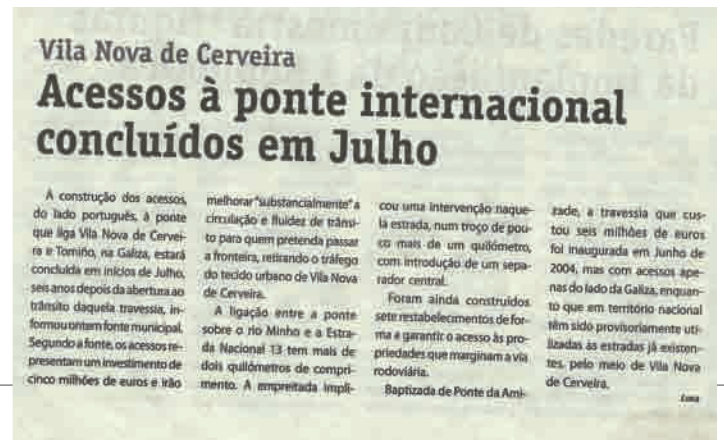 Vila Nova de Cerveira
Acessos à ponte internacional
concluídos em Julho
A construção dos acessos,
do lado português, à ponte
que liga Vila Nova de Cervei-
ra e Tomiño, na Galiza, estará
concluída em inícios de Julho,
seis anos depois da abertura ao
trânsito daquela travessia, in-
formou ontem fonte municipal.
Segundo a fonte, os acessos re-
presentam um investimento de
cinco milhões de euros e irão
melhorar "substancialmente" a
circulação e fluidez de trânsi-
to para quem pretenda passar
a fronteira, retirando o tráfego
do tecido urbano de Vila Nova
de Cerveira.
A ligação entre a ponte
sobre o rio Minho e a Estra-
da Nacional 13 tem mais de
dois quilómetros de compri-
mento. A empreitada impli-
cou uma intervenção naque-
la estrada, num troço de pou-
co mais de um quilómetro,
com introdução de um sepa-
rador central.
Foram ainda construídos
sete restabelecimentos de for-
ma a garantir o acesso às pro-
priedades que marginam a via
rodoviária.
Baptizada de Ponte da Ami-
zade, a travessia que cus-
tou seis milhões de euros
foi inaugurada em Junho de
2004, mas com acessos ape-
nas do lado da Galiza, enquan-
to que em território nacional
têm sido provisoriamente uti-
lizadas as estradas já existen-
tes, pelo meio de Vila Nova
de Cerveira.
Lusa